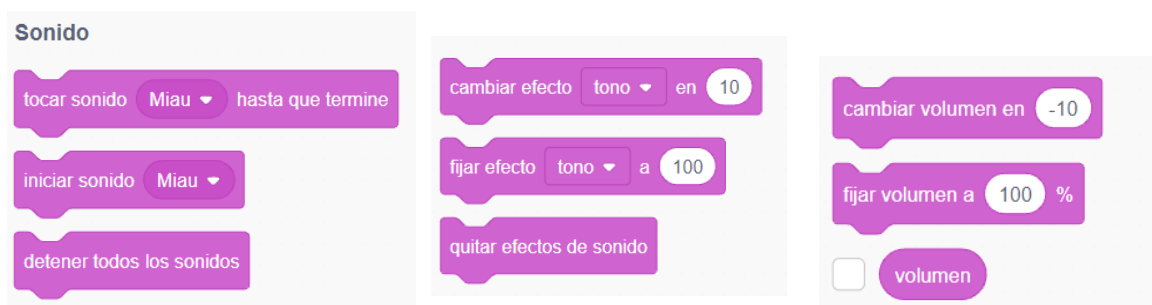 Sonido
tocar sonido Miau hasta que termine
iniciar sonido Miau
detener todos los sonidos
cambiar efecto tono en 10
fijar efecto tono a 100
quitar efectos de sonido
cambiar volumen en -10
fijar volumen a 100 %
volumen